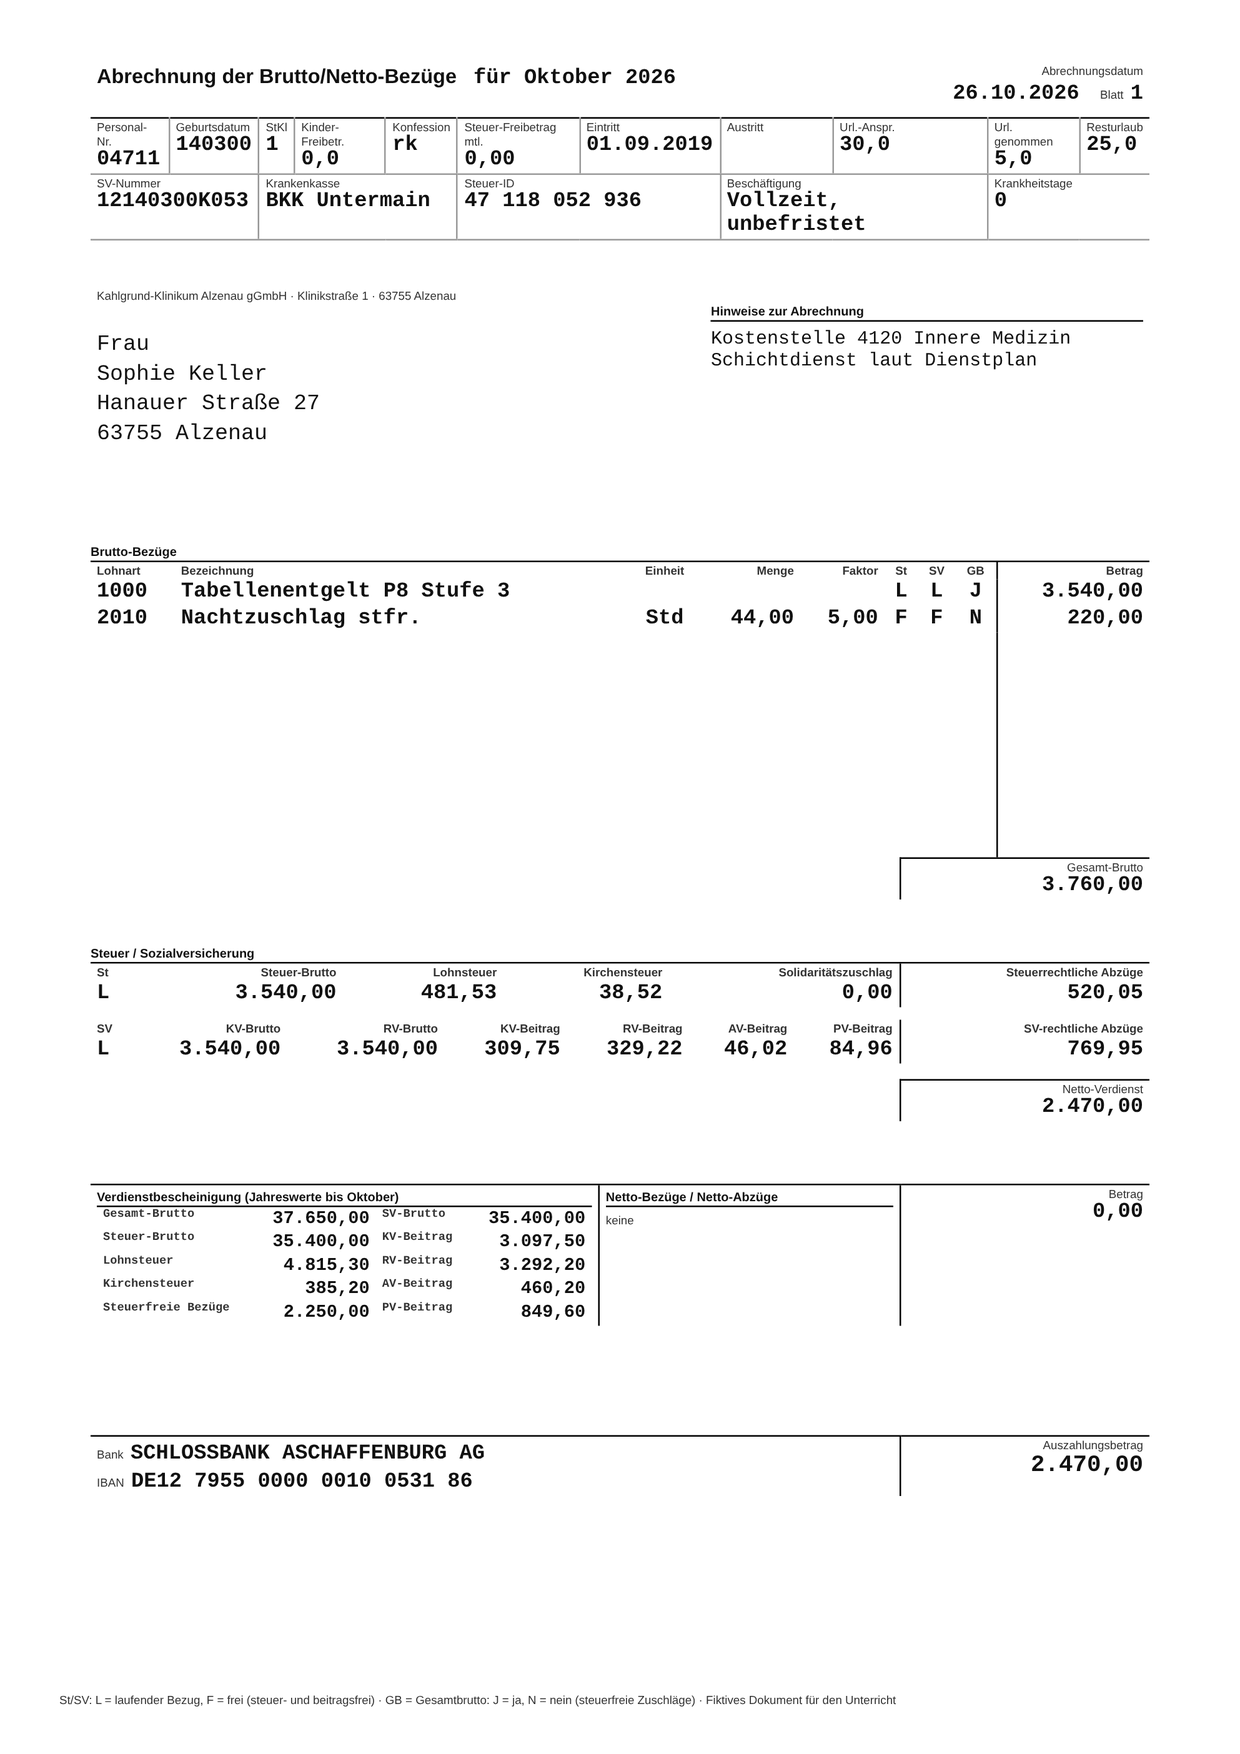 Abrechnung der Brutto/Netto-Bezüge für Oktober 2026
Abrechnungsdatum
26.10.2026 Blatt 1
Personal-Nr. Geburtsdatum StKl Kinder-Freibetr. Konfession Steuer-Freibetrag mtl. Eintritt Austritt Url.-Anspr. Url. genommen Resturlaub
04711 140300 1 0,0 rk 0,00 01.09.2019 30,0 5,0 25,0
SV-Nummer Krankenkasse Steuer-ID Beschäftigung Krankheitstage
12140300K053 BKK Untermain 47 118 052 936 Vollzeit, unbefristet 0
Kahlgrund-Klinikum Alzenau gGmbH · Klinikstraße 1 · 63755 Alzenau
Frau
Sophie Keller
Hanauer Straße 27
63755 Alzenau
Hinweise zur Abrechnung
Kostenstelle 4120 Innere Medizin
Schichtdienst laut Dienstplan
Brutto-Bezüge
Lohnart Bezeichnung Einheit Menge Faktor St SV GB Betrag
1000 Tabellenentgelt P8 Stufe 3 L L J 3.540,00
2010 Nachtzuschlag stfr. Std 44,00 5,00 F F N 220,00
Gesamt-Brutto
3.760,00
Steuer / Sozialversicherung
St Steuer-Brutto Lohnsteuer Kirchensteuer Solidaritätszuschlag Steuerrechtliche Abzüge
L 3.540,00 481,53 38,52 0,00 520,05
SV KV-Brutto RV-Brutto KV-Beitrag RV-Beitrag AV-Beitrag PV-Beitrag SV-rechtliche Abzüge
L 3.540,00 3.540,00 309,75 329,22 46,02 84,96 769,95
Netto-Verdienst
2.470,00
Verdienstbescheinigung (Jahreswerte bis Oktober)
Gesamt-Brutto 37.650,00 SV-Brutto 35.400,00
Steuer-Brutto 35.400,00 KV-Beitrag 3.097,50
Lohnsteuer 4.815,30 RV-Beitrag 3.292,20
Kirchensteuer 385,20 AV-Beitrag 460,20
Steuerfreie Bezüge 2.250,00 PV-Beitrag 849,60
Netto-Bezüge / Netto-Abzüge
keine
Betrag
0,00
Bank SCHLOSSBANK ASCHAFFENBURG AG
IBAN DE12 7955 0000 0010 0531 86
Auszahlungsbetrag
2.470,00
St/SV: L = laufender Bezug, F = frei (steuer- und beitragsfrei) · GB = Gesamtbrutto: J = ja, N = nein (steuerfreie Zuschläge) · Fiktives Dokument für den Unterricht